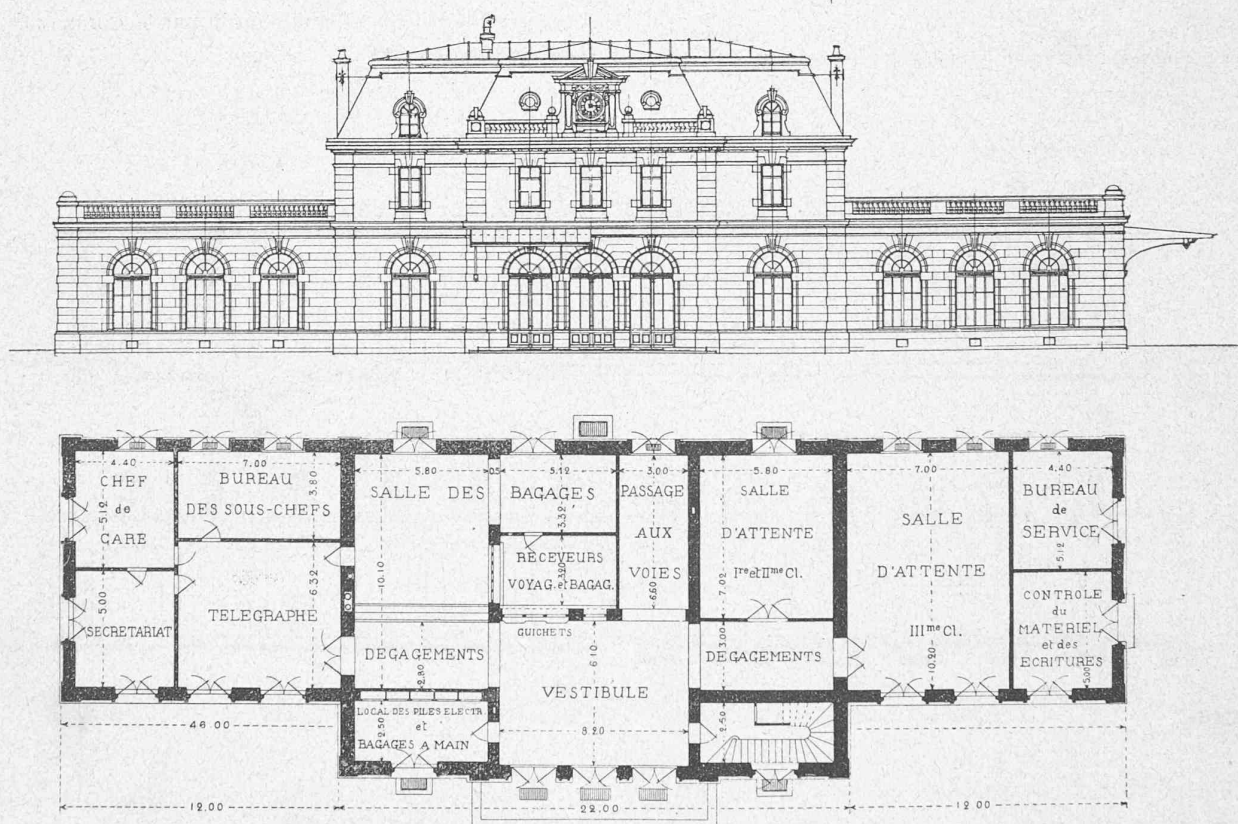 4.40
CHEF
de
GARE
5.12
7.00
BUREAU
DES SOUS-CHEFS
3.80
5.00
SECRETARIAT
TELEGRAPHE
6.32
5.80
SALLE DES
10.10
DEGAGEMENTS
2.80
LOCAL DES PILES ELECTR
et
BAGAGES A MAIN
2.50
5.12
BAGAGES
3.32
RECEVEURS
VOYAG. et BAGAG.
3.20
GUICHETS
3.00
PASSAGE
AUX
VOIES
6.60
VESTIBULE
6.10
8.20
5.80
SALLE
D'ATTENTE
Ire et IIme Cl.
7.02
DEGAGEMENTS
3.00
2.50
7.00
SALLE
D'ATTENTE
IIIme Cl.
10.20
4.40
BUREAU
de
SERVICE
5.12
CONTROLE
du
MATERIEL
et des
ECRITURES
5.00
46.00
12.00
22.00
12.00